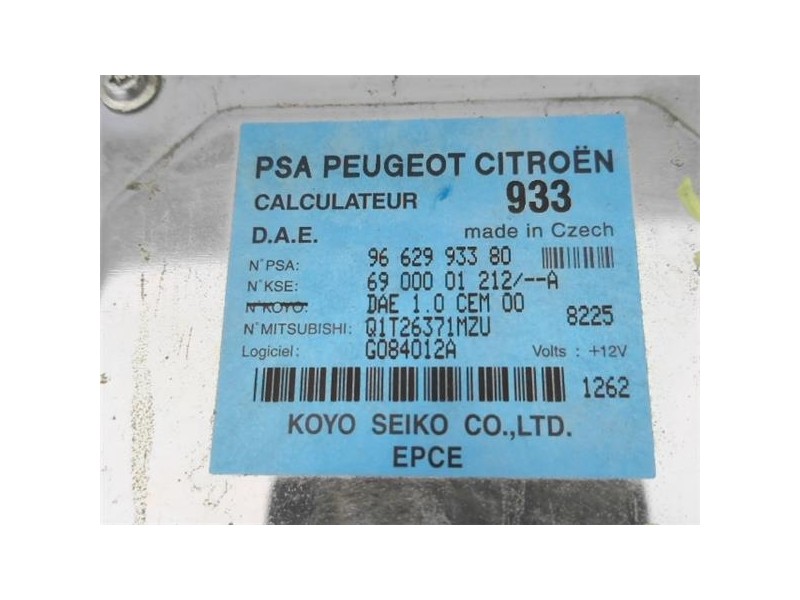 PSA PEUGEOT CITROËN
CALCULATEUR 933
D.A.E. made in Czech
N°PSA: 96 629 933 80
N°KSE: 69 000 01 212/--A
N°KOYO: DAE 1.0 CEM 00
8225
N°MITSUBISHI: Q1T26371MZU
Logiciel: G084012A Volts : +12V
1262
KOYO SEIKO CO.,LTD.
EPCE